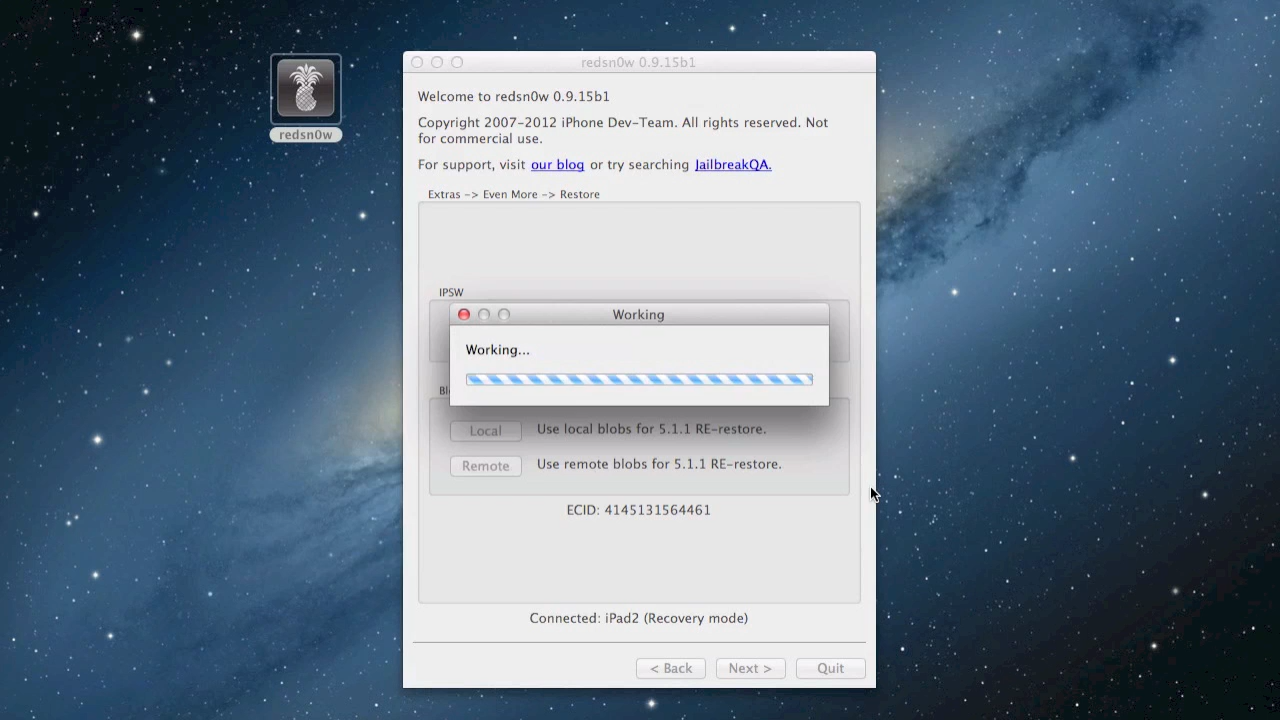 redsn0w
redsn0w 0.9.15b1
Welcome to redsn0w 0.9.15b1
Copyright 2007-2012 iPhone Dev-Team. All rights reserved. Not
for commercial use.
For support, visit our blog or try searching JailbreakQA.
Extras -> Even More -> Restore
IPSW
Working
Working...
Bl
Local Use local blobs for 5.1.1 RE-restore.
Remote Use remote blobs for 5.1.1 RE-restore.
ECID: 4145131564461
Connected: iPad2 (Recovery mode)
< Back Next > Quit